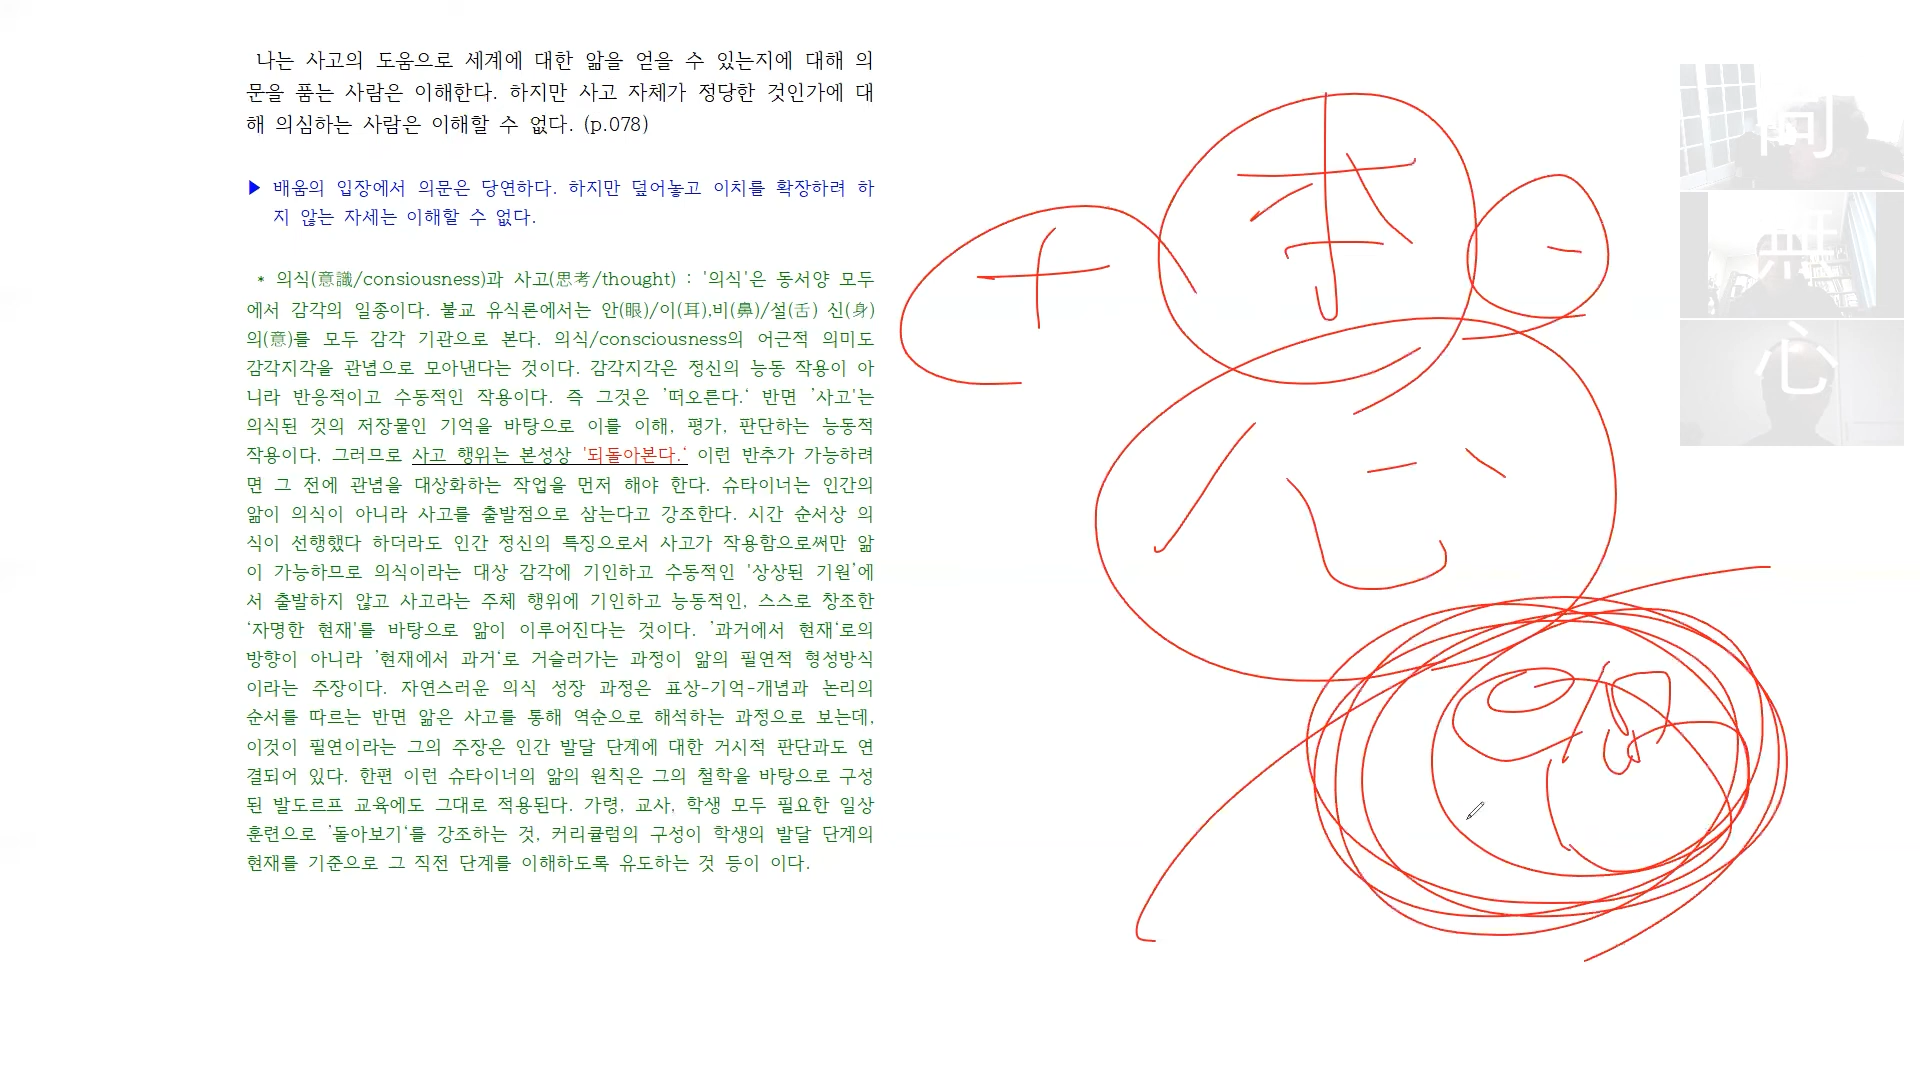 나는 사고의 도움으로 세계에 대한 앎을 얻을 수 있는지에 대해 의
문을 품는 사람은 이해한다. 하지만 사고 자체가 정당한 것인가에 대
해 의심하는 사람은 이해할 수 없다. (p.078)
▶ 배움의 입장에서 의문은 당연하다. 하지만 덮어놓고 이치를 확장하려 하
지 않는 자세는 이해할 수 없다.
* 의식(意識/consiousness)과 사고(思考/thought) : '의식'은 동서양 모두
에서 감각의 일종이다. 불교 유식론에서는 안(眼)/이(耳),비(鼻)/설(舌) 신(身)
의(意)를 모두 감각 기관으로 본다. 의식/consciousness의 어근적 의미도
감각지각을 관념으로 모아낸다는 것이다. 감각지각은 정신의 능동 작용이 아
니라 반응적이고 수동적인 작용이다. 즉 그것은 '떠오른다.' 반면 '사고'는
의식된 것의 저장물인 기억을 바탕으로 이를 이해, 평가, 판단하는 능동적
작용이다. 그러므로 사고 행위는 본성상 '되돌아본다.' 이런 반추가 가능하려
면 그 전에 관념을 대상화하는 작업을 먼저 해야 한다. 슈타이너는 인간의
앎이 의식이 아니라 사고를 출발점으로 삼는다고 강조한다. 시간 순서상 의
식이 선행했다 하더라도 인간 정신의 특징으로서 사고가 작용함으로써만 앎
이 가능하므로 의식이라는 대상 감각에 기인하고 수동적인 '상상된 기원'에
서 출발하지 않고 사고라는 주체 행위에 기인하고 능동적인, 스스로 창조한
'자명한 현재'를 바탕으로 앎이 이루어진다는 것이다. '과거에서 현재'로의
방향이 아니라 '현재에서 과거'로 거슬러가는 과정이 앎의 필연적 형성방식
이라는 주장이다. 자연스러운 의식 성장 과정은 표상-기억-개념과 논리의
순서를 따르는 반면 앎은 사고를 통해 역순으로 해석하는 과정으로 보는데,
이것이 필연이라는 그의 주장은 인간 발달 단계에 대한 거시적 판단과도 연
결되어 있다. 한편 이런 슈타이너의 앎의 원칙은 그의 철학을 바탕으로 구성
된 발도르프 교육에도 그대로 적용된다. 가령, 교사, 학생 모두 필요한 일상
훈련으로 '돌아보기'를 강조하는 것, 커리큘럼의 구성이 학생의 발달 단계의
현재를 기준으로 그 직전 단계를 이해하도록 유도하는 것 등이 이다.
無
心